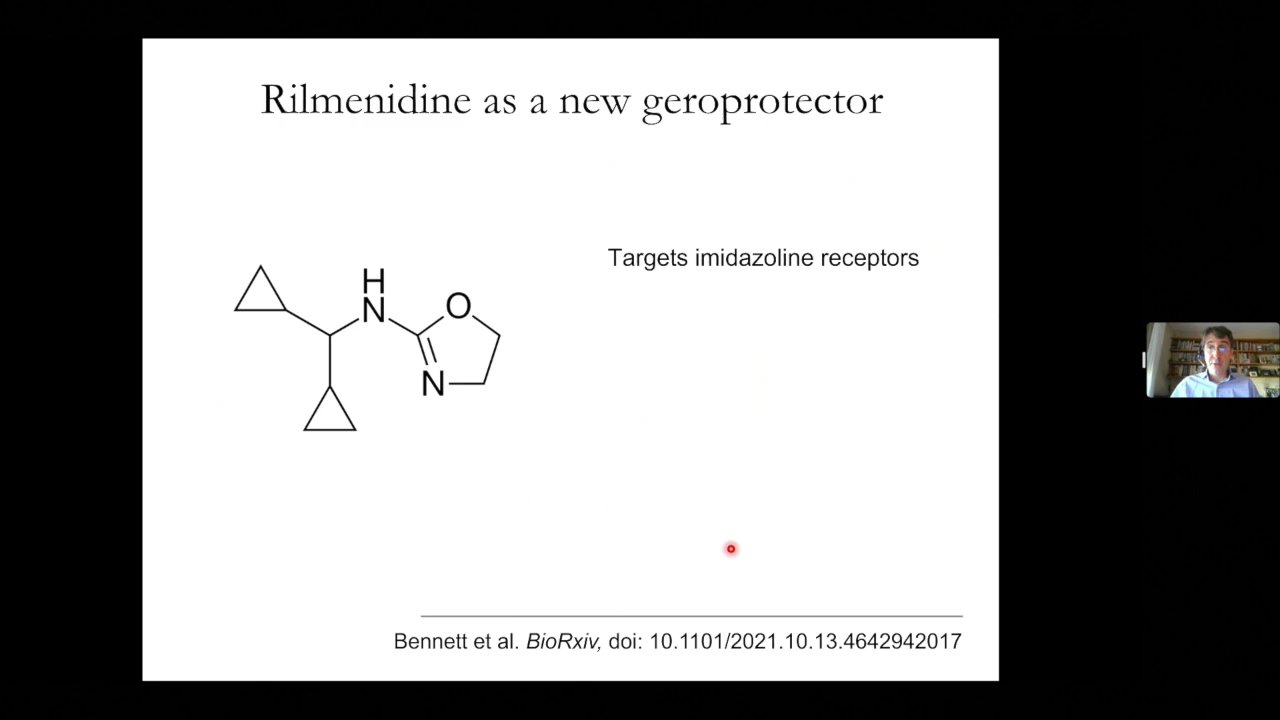 Rilmenidine as a new geroprotector
Targets imidazoline receptors
H
N
O
N
Bennett et al. BioRxiv, doi: 10.1101/2021.10.13.4642942017